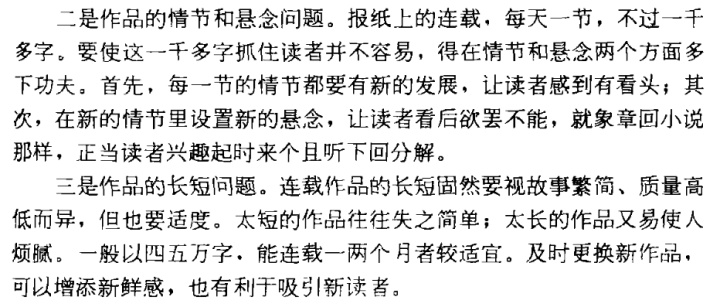 二是作品的情节和悬念问题。报纸上的连载，每天一节，不过一千
多字。要使这一千多字抓住读者并不容易，得在情节和悬念两个方面多
下功夫。首先，每一节的情节都要有新的发展，让读者感到有看头；其
次，在新的情节里设置新的悬念，让读者看后欲罢不能，就象章回小说
那样，正当读者兴趣起时来个且听下回分解。
三是作品的长短问题。连载作品的长短固然要视故事繁简、质量高
低而异，但也要适度。太短的作品往往失之简单；太长的作品又易使人
烦腻。一般以四五万字，能连载一两个月者较适宜。及时更换新作品，
可以增添新鲜感，也有利于吸引新读者。